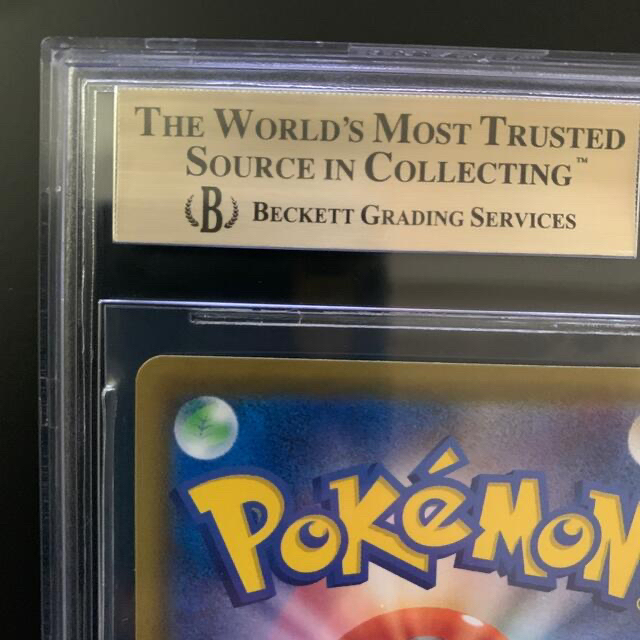 THE WORLD'S MOST TRUSTED
SOURCE IN COLLECTING™
B BECKETT GRADING SERVICES
POKéMON